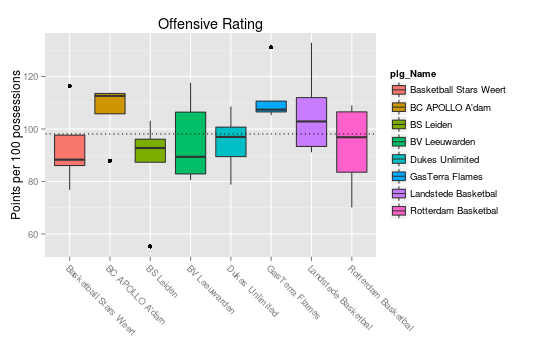 Offensive Rating
Points per 100 possessions
120
100
80
60
Basketball Stars Weert
BC APOLLO A'dam
BS Leiden
BV Leeuwarden
Dukes Unlimited
GasTerra Flames
Landstede Basketbal
Rotterdam Basketbal
plg_Name
Basketball Stars Weert
BC APOLLO A'dam
BS Leiden
BV Leeuwarden
Dukes Unlimited
GasTerra Flames
Landstede Basketbal
Rotterdam Basketbal